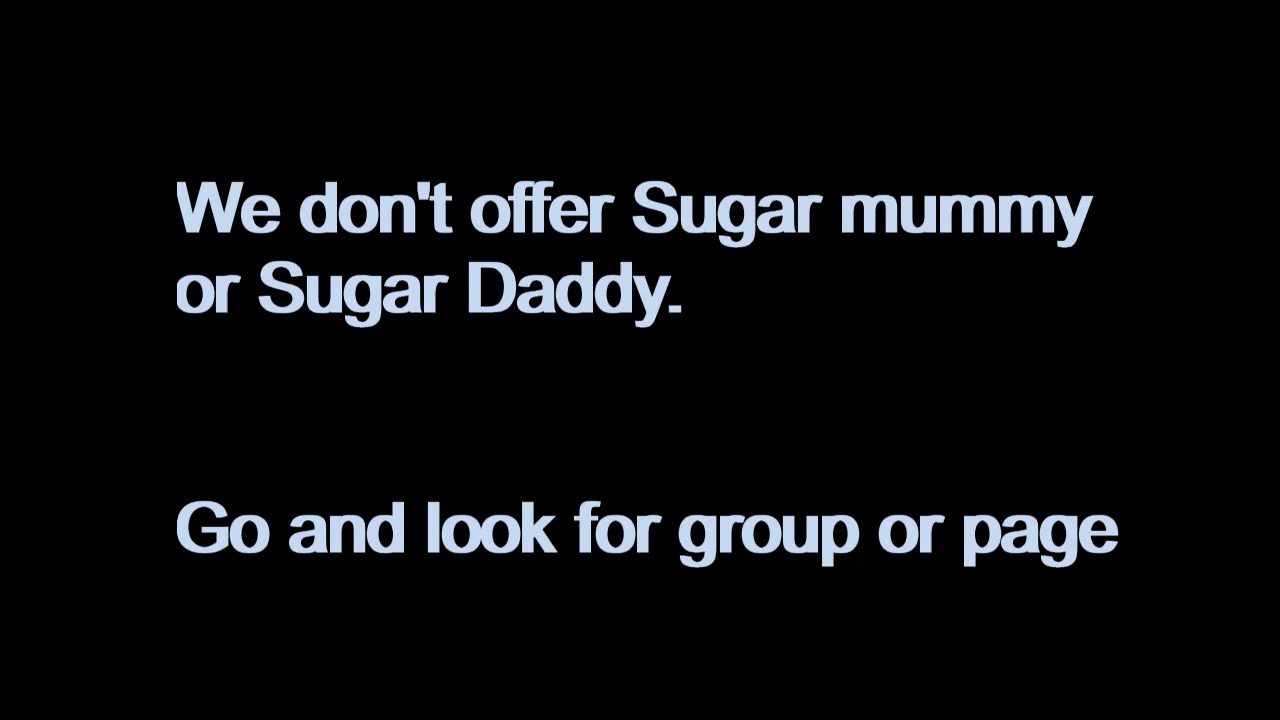 We don't offer Sugar mummy
or Sugar Daddy.
Go and look for group or page